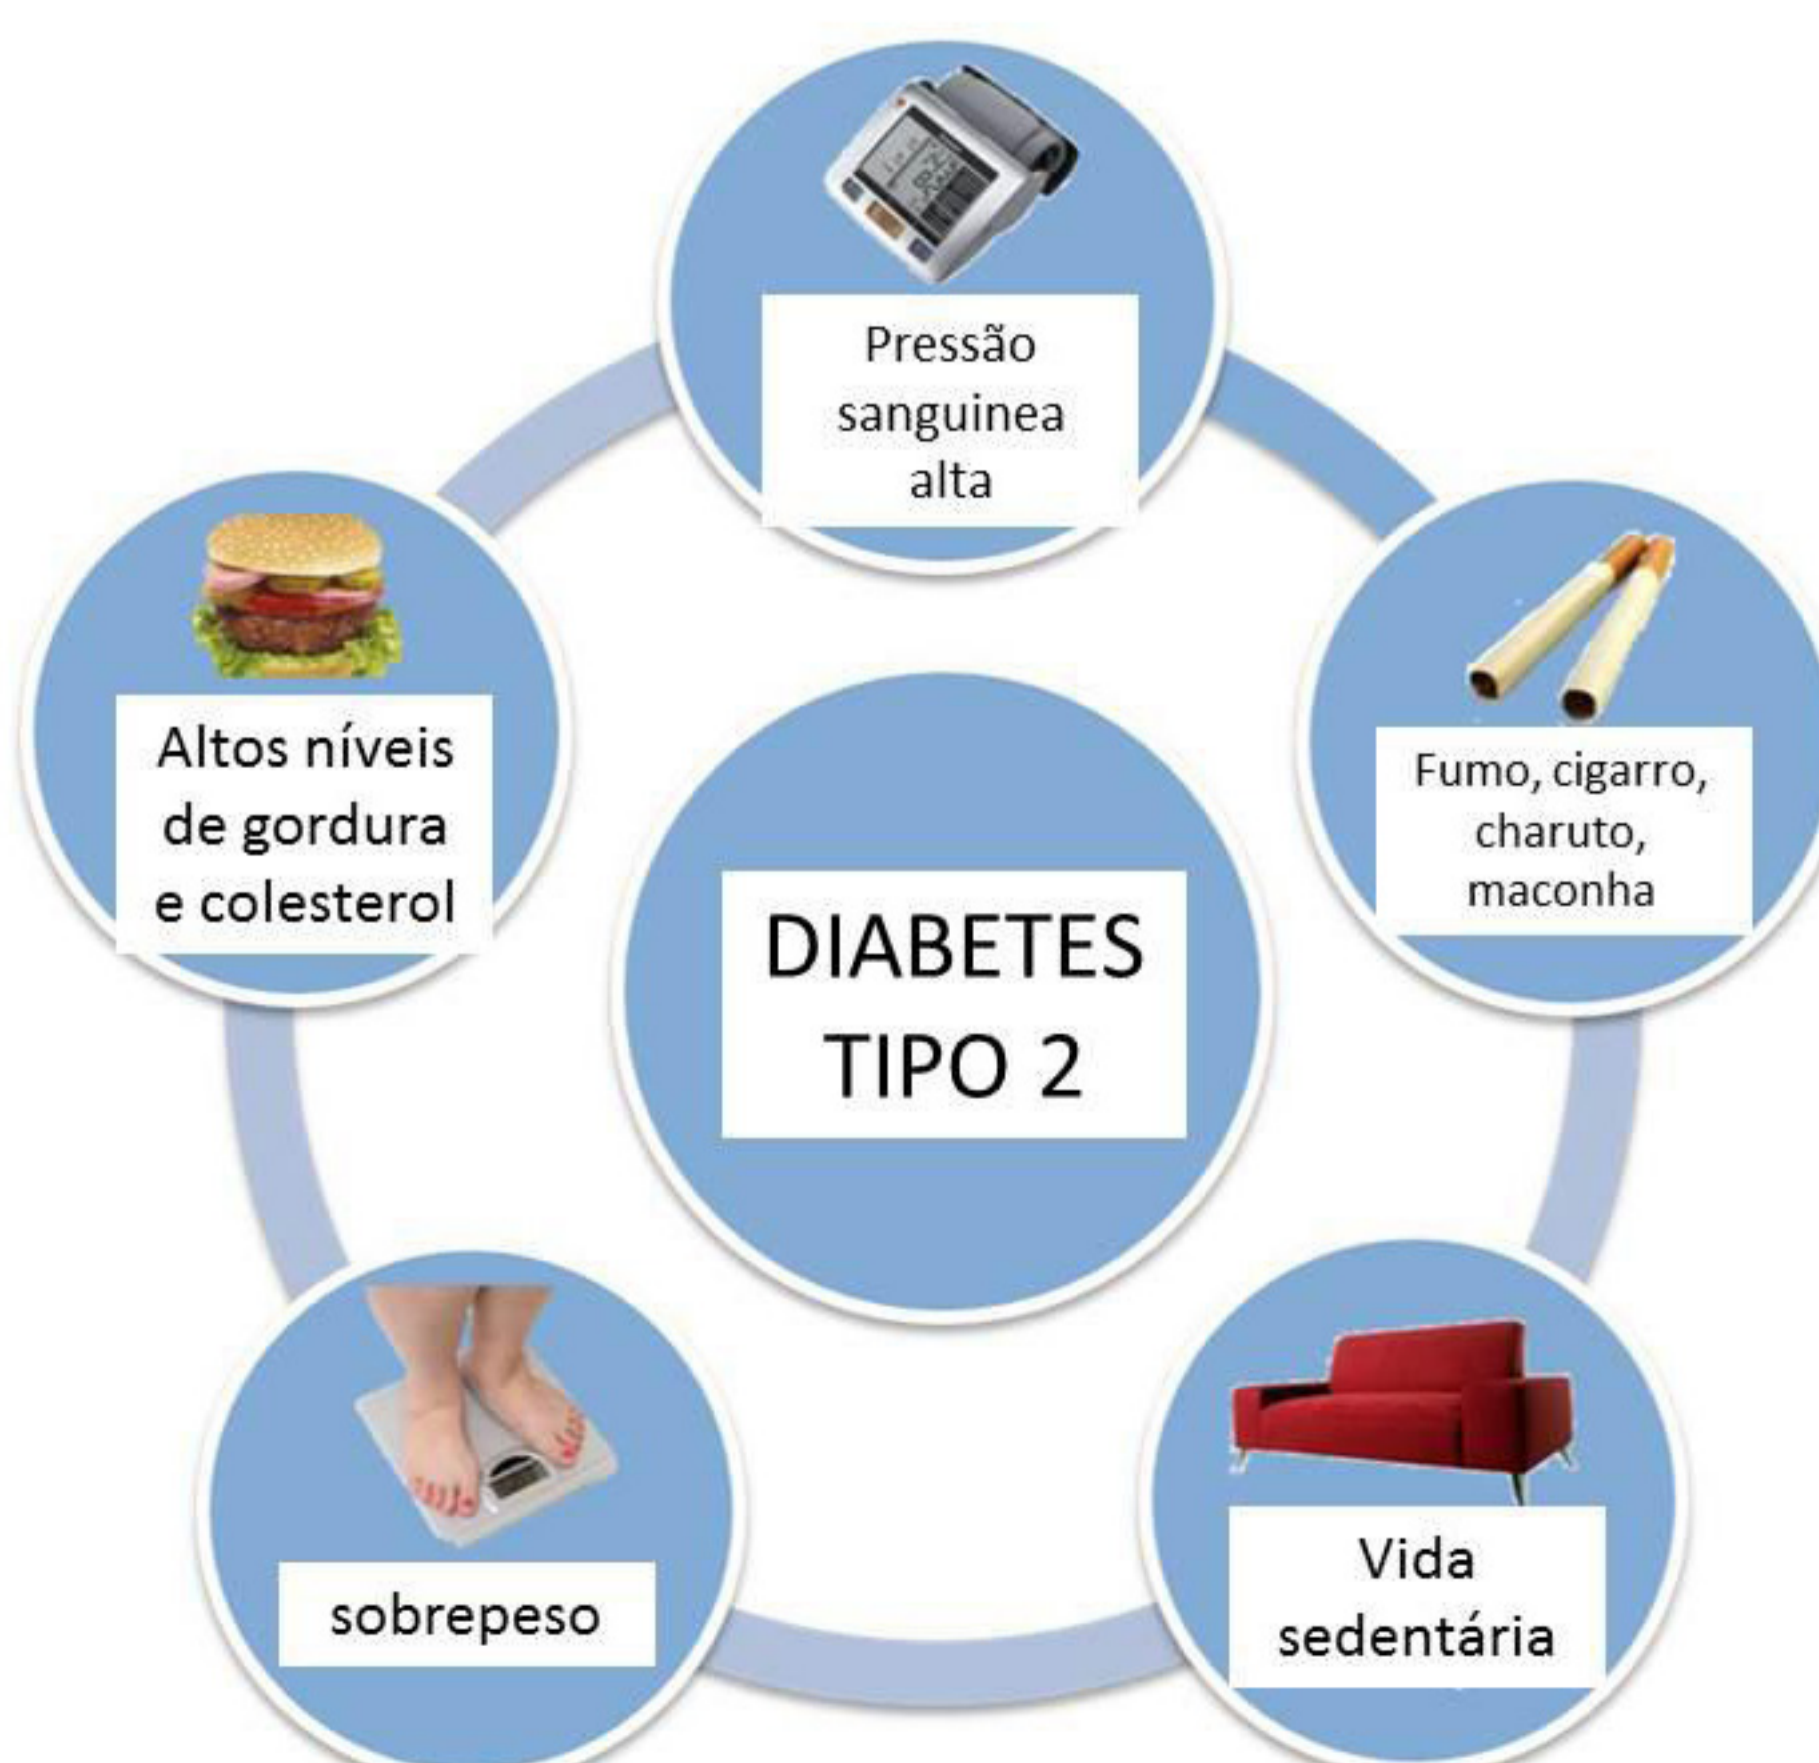 Pressão
sanguinea
alta
Altos níveis
de gordura
e colesterol
Fumo, cigarro,
charuto,
maconha
DIABETES
TIPO 2
sobrepeso
Vida
sedentária